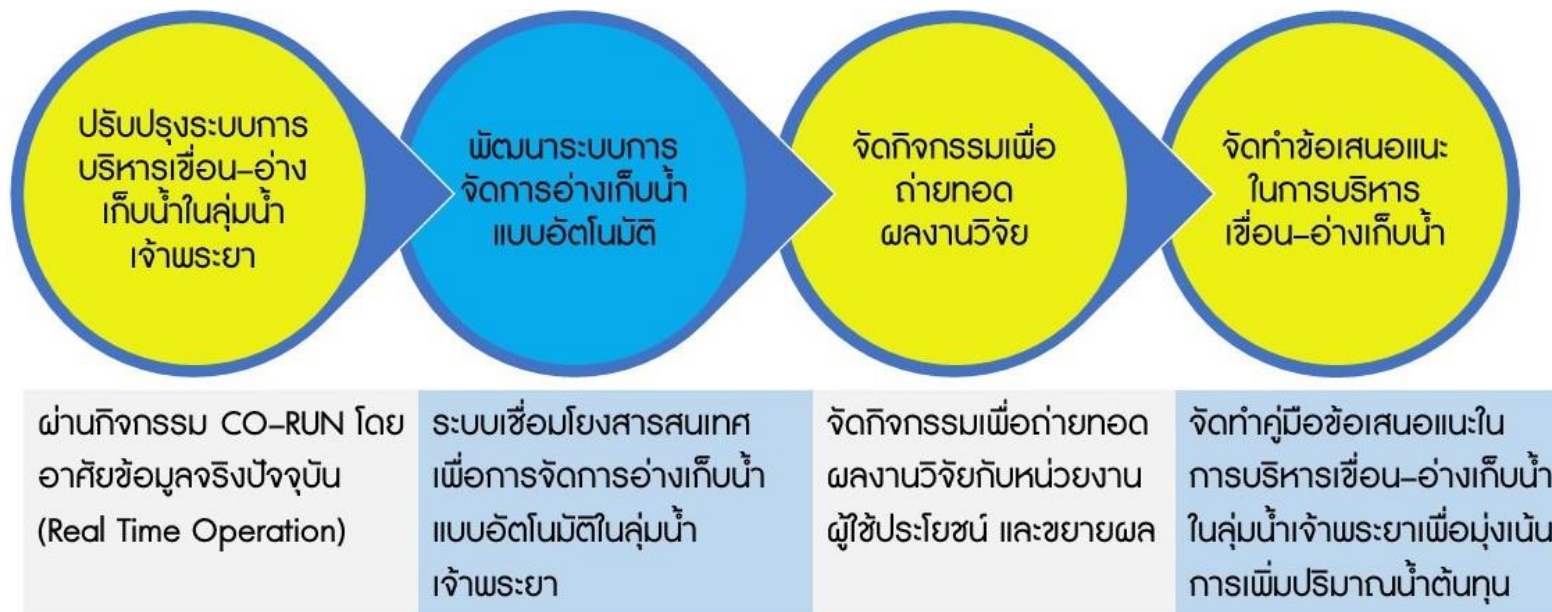 ปรับปรุงระบบการ
บริหารเขื่อน-อ่าง
เก็บน้ำในลุ่มน้ำ
เจ้าพระยา
พัฒนาระบบการ
จัดการอ่างเก็บน้ำ
แบบอัตโนมัติ
จัดกิจกรรมเพื่อ
ถ่ายทอด
ผลงานวิจัย
จัดทำข้อเสนอแนะ
ในการบริหาร
เขื่อน-อ่างเก็บน้ำ
ผ่านกิจกรรม CO-RUN โดย
อาศัยข้อมูลจริงปัจจุบัน
(Real Time Operation)
ระบบเชื่อมโยงสารสนเทศ
เพื่อการจัดการอ่างเก็บน้ำ
แบบอัตโนมัติในลุ่มน้ำ
เจ้าพระยา
จัดกิจกรรมเพื่อถ่ายทอด
ผลงานวิจัยกับหน่วยงาน
ผู้ใช้ประโยชน์ และขยายผล
จัดทำคู่มือข้อเสนอแนะใน
การบริหารเขื่อน-อ่างเก็บน้ำ
ในลุ่มน้ำเจ้าพระยาเพื่อมุ่งเน้น
การเพิ่มปริมาณน้ำต้นทุน